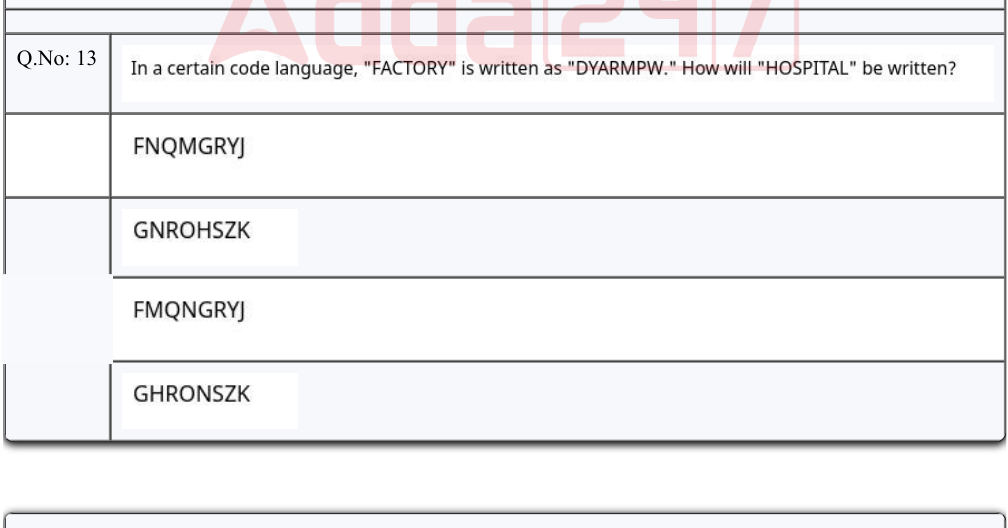 Adda247
Q.No: 13
In a certain code language, "FACTORY" is written as "DYARMPW." How will "HOSPITAL" be written?
FNQMGRYJ
GNROHSZK
FMQNGRYJ
GHRONSZK